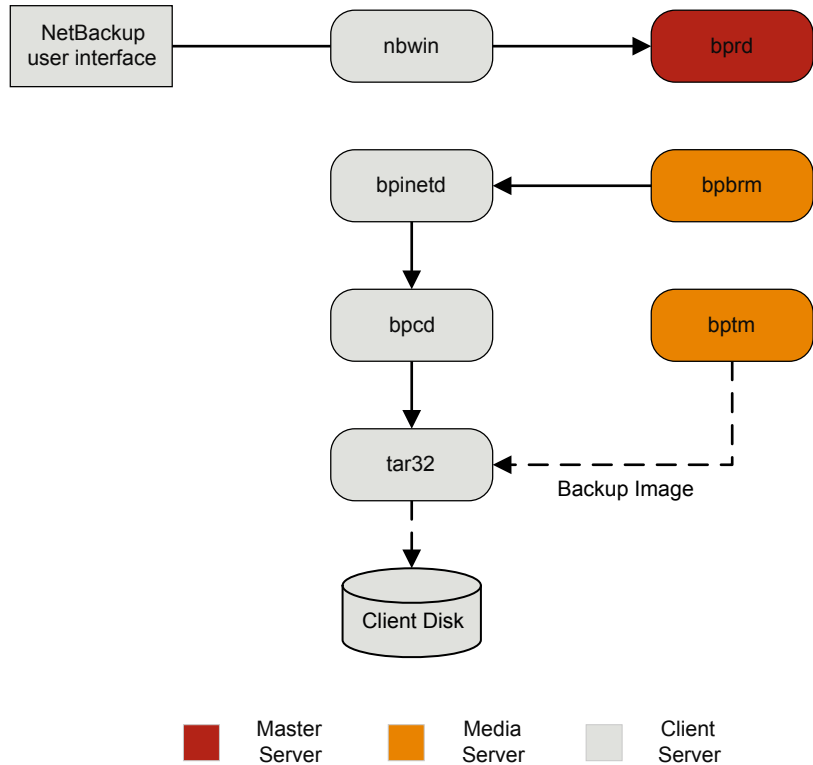 NetBackup
user interface
nbwin
bprd
bpinetd
bpbrm
bpcd
bptm
tar32
Backup Image
Client Disk
Master
Server
Media
Server
Client
Server